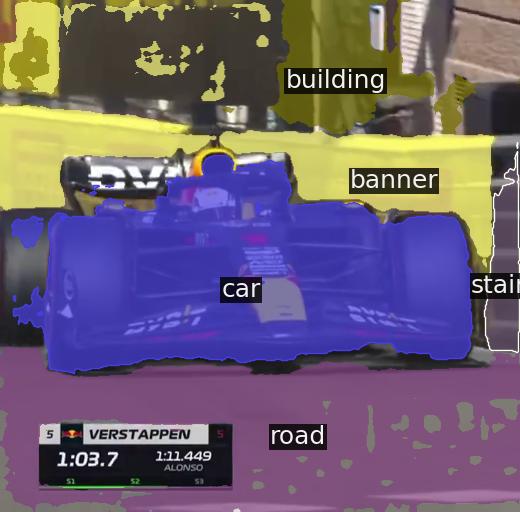 building
banner
car
stair
road
5 VERSTAPPEN 5
1:03.7 1:11.449
ALONSO
S1 S2 S3